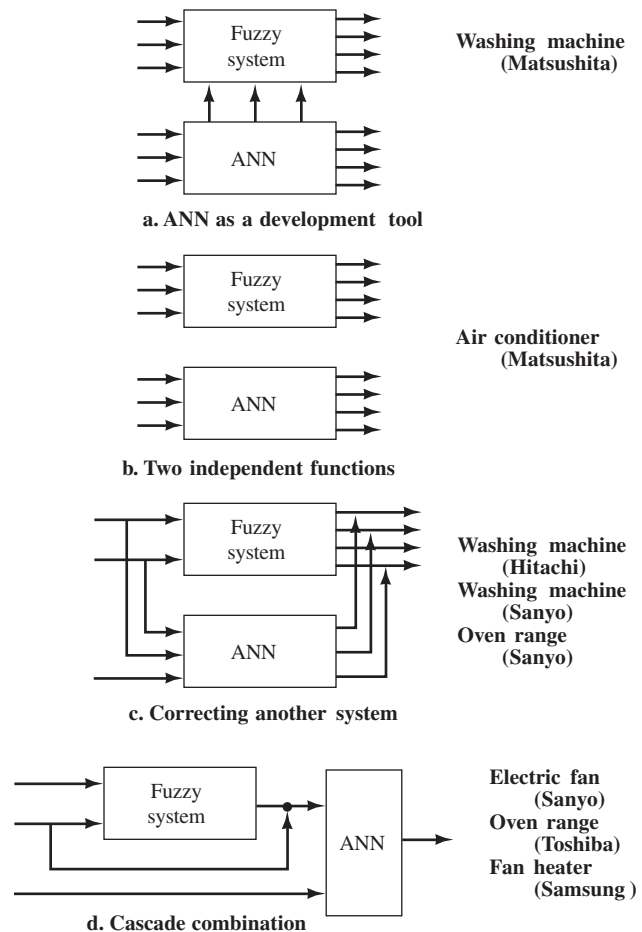 Fuzzy
system
Washing machine
(Matsushita)
ANN
a. ANN as a development tool
Fuzzy
system
Air conditioner
(Matsushita)
ANN
b. Two independent functions
Fuzzy
system
Washing machine
(Hitachi)
Washing machine
(Sanyo)
Oven range
(Sanyo)
ANN
c. Correcting another system
Fuzzy
system
ANN
Electric fan
(Sanyo)
Oven range
(Toshiba)
Fan heater
(Samsung )
d. Cascade combination